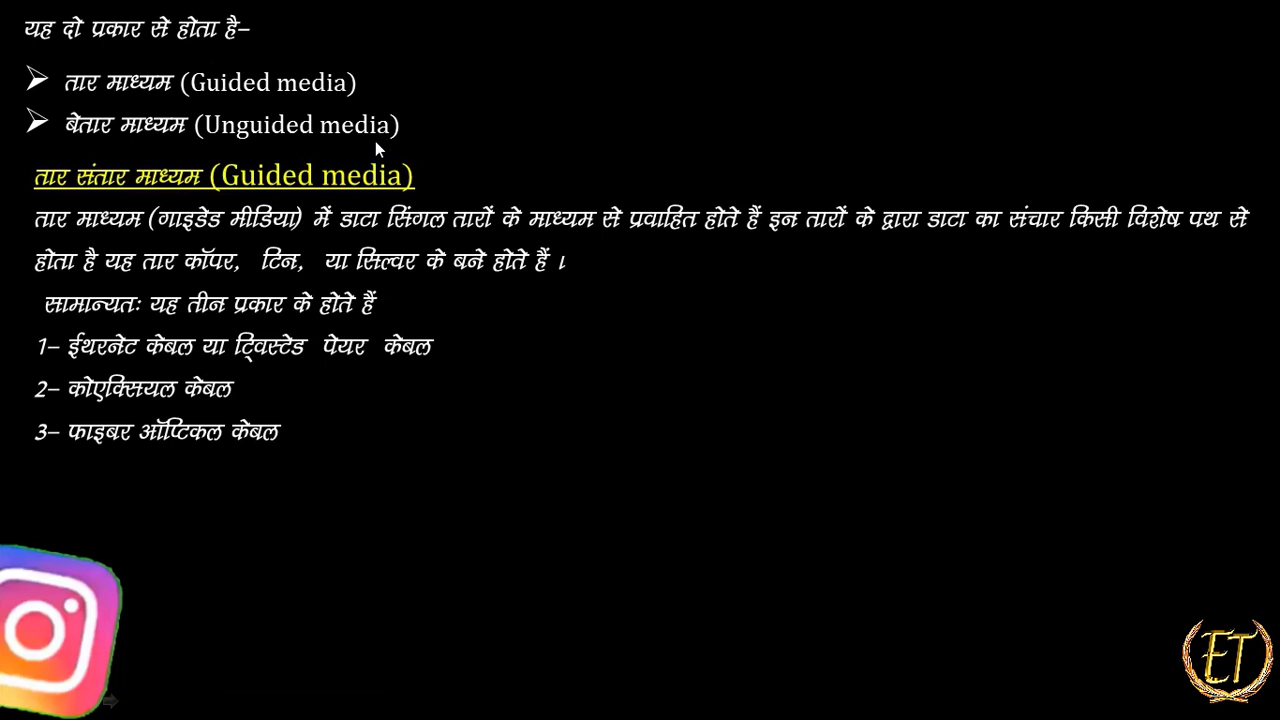 यह दो प्रकार से होता है–
तार माध्यम (Guided media)
बेतार माध्यम (Unguided media)
तार संतार माध्यम (Guided media)
तार माध्यम (गाइडेड मीडिया) में डाटा सिंगल तारों के माध्यम से प्रवाहित होते हैं इन तारों के द्वारा डाटा का संचार किसी विशेष पथ से
होता है यह तार कॉपर, टिन, या सिल्वर के बने होते हैं ।
सामान्यतः यह तीन प्रकार के होते हैं
1– ईथरनेट केबल या ट्विस्टेड पेयर केबल
2– कोएक्सियल केबल
3– फाइबर ऑप्टिकल केबल
ET